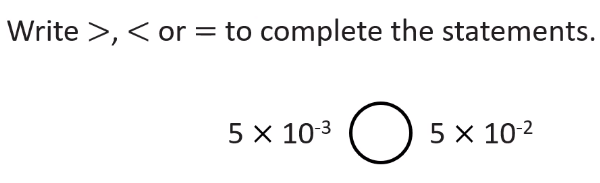 Write >, < or = to complete the statements.
5 × 10⁻³ ◯ 5 × 10⁻²